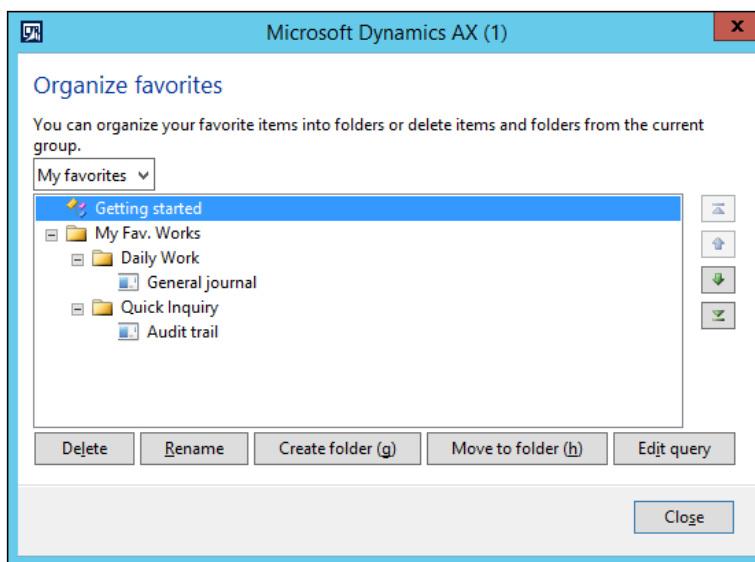 Microsoft Dynamics AX (1)
x
Organize favorites
You can organize your favorite items into folders or delete items and folders from the current
group.
My favorites
Getting started
My Fav. Works
Daily Work
General journal
Quick Inquiry
Audit trail
Delete Rename Create folder (g) Move to folder (h) Edit query
Close